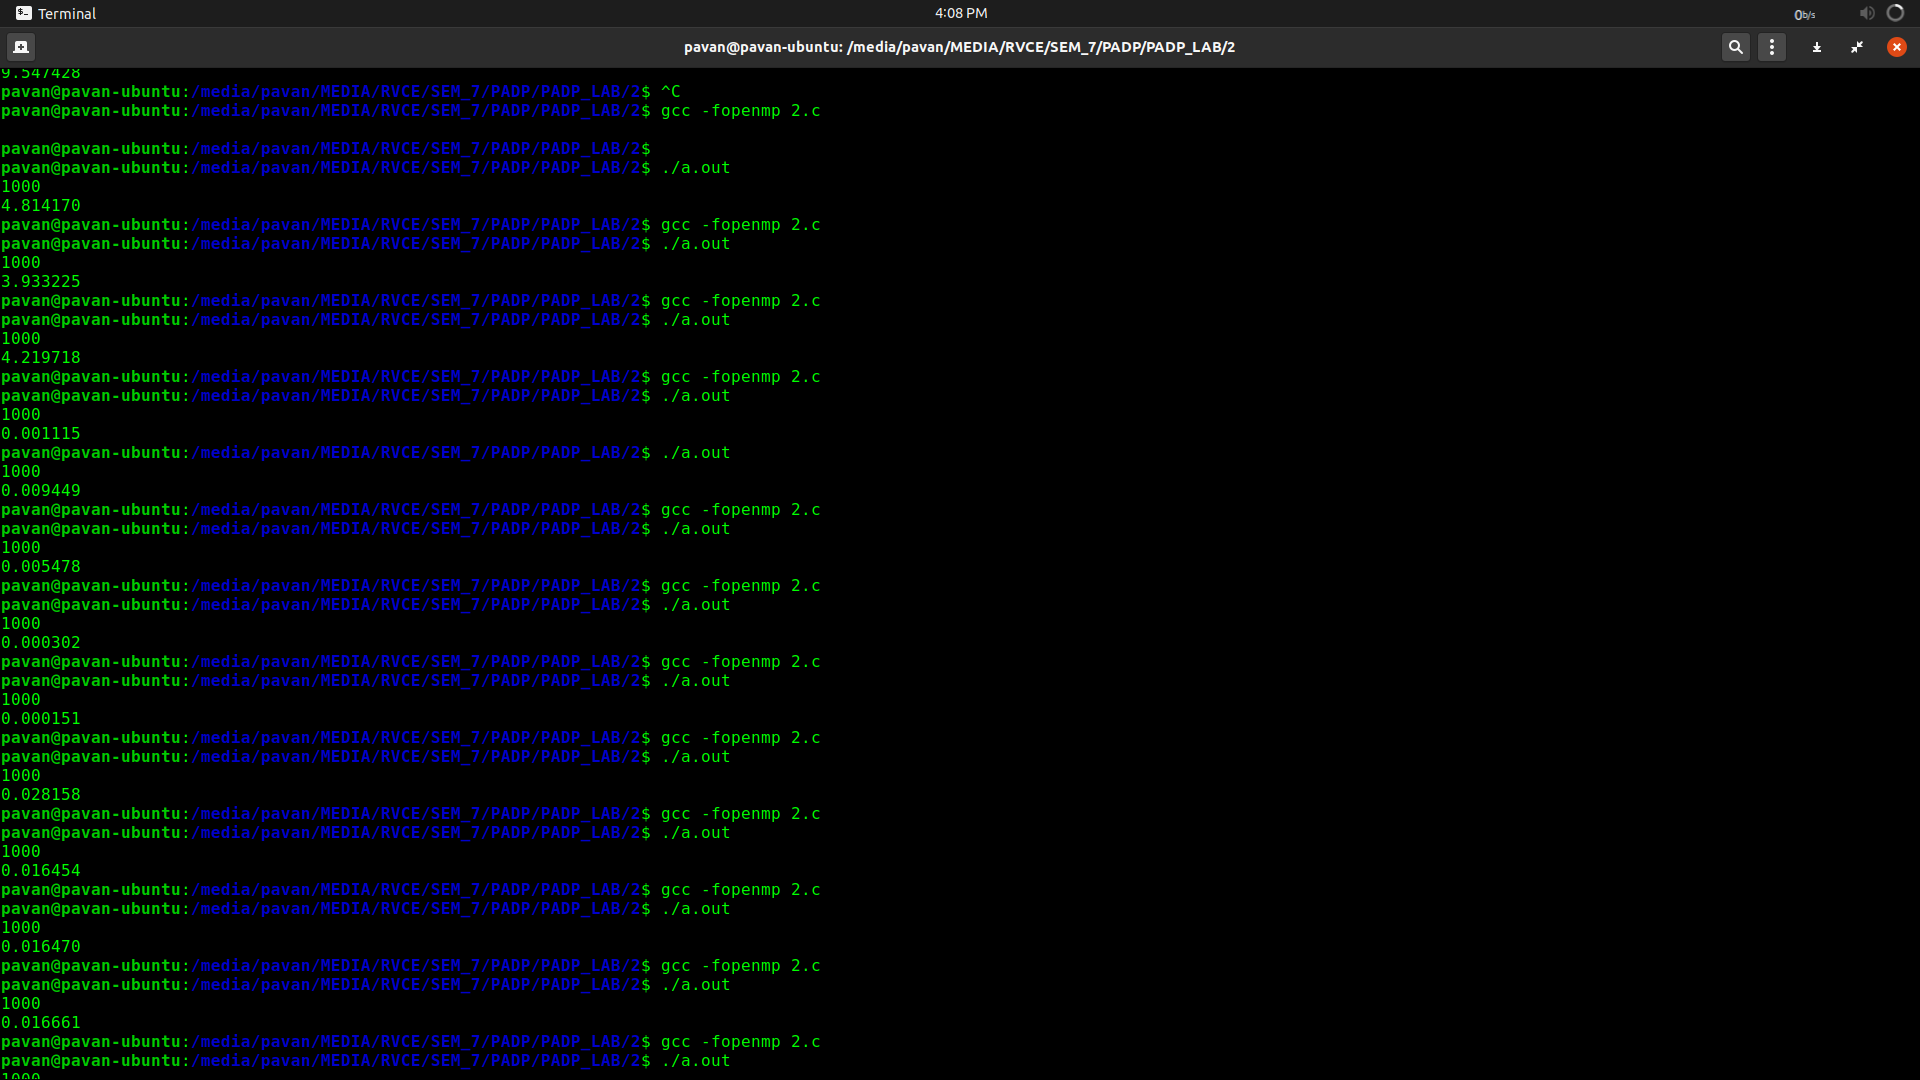 Terminal
4:08 PM
0b/s
pavan@pavan-ubuntu: /media/pavan/MEDIA/RVCE/SEM_7/PADP/PADP_LAB/2
9.547428
pavan@pavan-ubuntu:/media/pavan/MEDIA/RVCE/SEM_7/PADP/PADP_LAB/2$ ^C
pavan@pavan-ubuntu:/media/pavan/MEDIA/RVCE/SEM_7/PADP/PADP_LAB/2$ gcc -fopenmp 2.c
pavan@pavan-ubuntu:/media/pavan/MEDIA/RVCE/SEM_7/PADP/PADP_LAB/2$
pavan@pavan-ubuntu:/media/pavan/MEDIA/RVCE/SEM_7/PADP/PADP_LAB/2$ ./a.out
1000
4.814170
pavan@pavan-ubuntu:/media/pavan/MEDIA/RVCE/SEM_7/PADP/PADP_LAB/2$ gcc -fopenmp 2.c
pavan@pavan-ubuntu:/media/pavan/MEDIA/RVCE/SEM_7/PADP/PADP_LAB/2$ ./a.out
1000
3.933225
pavan@pavan-ubuntu:/media/pavan/MEDIA/RVCE/SEM_7/PADP/PADP_LAB/2$ gcc -fopenmp 2.c
pavan@pavan-ubuntu:/media/pavan/MEDIA/RVCE/SEM_7/PADP/PADP_LAB/2$ ./a.out
1000
4.219718
pavan@pavan-ubuntu:/media/pavan/MEDIA/RVCE/SEM_7/PADP/PADP_LAB/2$ gcc -fopenmp 2.c
pavan@pavan-ubuntu:/media/pavan/MEDIA/RVCE/SEM_7/PADP/PADP_LAB/2$ ./a.out
1000
0.001115
pavan@pavan-ubuntu:/media/pavan/MEDIA/RVCE/SEM_7/PADP/PADP_LAB/2$ ./a.out
1000
0.009449
pavan@pavan-ubuntu:/media/pavan/MEDIA/RVCE/SEM_7/PADP/PADP_LAB/2$ gcc -fopenmp 2.c
pavan@pavan-ubuntu:/media/pavan/MEDIA/RVCE/SEM_7/PADP/PADP_LAB/2$ ./a.out
1000
0.005478
pavan@pavan-ubuntu:/media/pavan/MEDIA/RVCE/SEM_7/PADP/PADP_LAB/2$ gcc -fopenmp 2.c
pavan@pavan-ubuntu:/media/pavan/MEDIA/RVCE/SEM_7/PADP/PADP_LAB/2$ ./a.out
1000
0.000302
pavan@pavan-ubuntu:/media/pavan/MEDIA/RVCE/SEM_7/PADP/PADP_LAB/2$ gcc -fopenmp 2.c
pavan@pavan-ubuntu:/media/pavan/MEDIA/RVCE/SEM_7/PADP/PADP_LAB/2$ ./a.out
1000
0.000151
pavan@pavan-ubuntu:/media/pavan/MEDIA/RVCE/SEM_7/PADP/PADP_LAB/2$ gcc -fopenmp 2.c
pavan@pavan-ubuntu:/media/pavan/MEDIA/RVCE/SEM_7/PADP/PADP_LAB/2$ ./a.out
1000
0.028158
pavan@pavan-ubuntu:/media/pavan/MEDIA/RVCE/SEM_7/PADP/PADP_LAB/2$ gcc -fopenmp 2.c
pavan@pavan-ubuntu:/media/pavan/MEDIA/RVCE/SEM_7/PADP/PADP_LAB/2$ ./a.out
1000
0.016454
pavan@pavan-ubuntu:/media/pavan/MEDIA/RVCE/SEM_7/PADP/PADP_LAB/2$ gcc -fopenmp 2.c
pavan@pavan-ubuntu:/media/pavan/MEDIA/RVCE/SEM_7/PADP/PADP_LAB/2$ ./a.out
1000
0.016470
pavan@pavan-ubuntu:/media/pavan/MEDIA/RVCE/SEM_7/PADP/PADP_LAB/2$ gcc -fopenmp 2.c
pavan@pavan-ubuntu:/media/pavan/MEDIA/RVCE/SEM_7/PADP/PADP_LAB/2$ ./a.out
1000
0.016661
pavan@pavan-ubuntu:/media/pavan/MEDIA/RVCE/SEM_7/PADP/PADP_LAB/2$ gcc -fopenmp 2.c
pavan@pavan-ubuntu:/media/pavan/MEDIA/RVCE/SEM_7/PADP/PADP_LAB/2$ ./a.out
1000